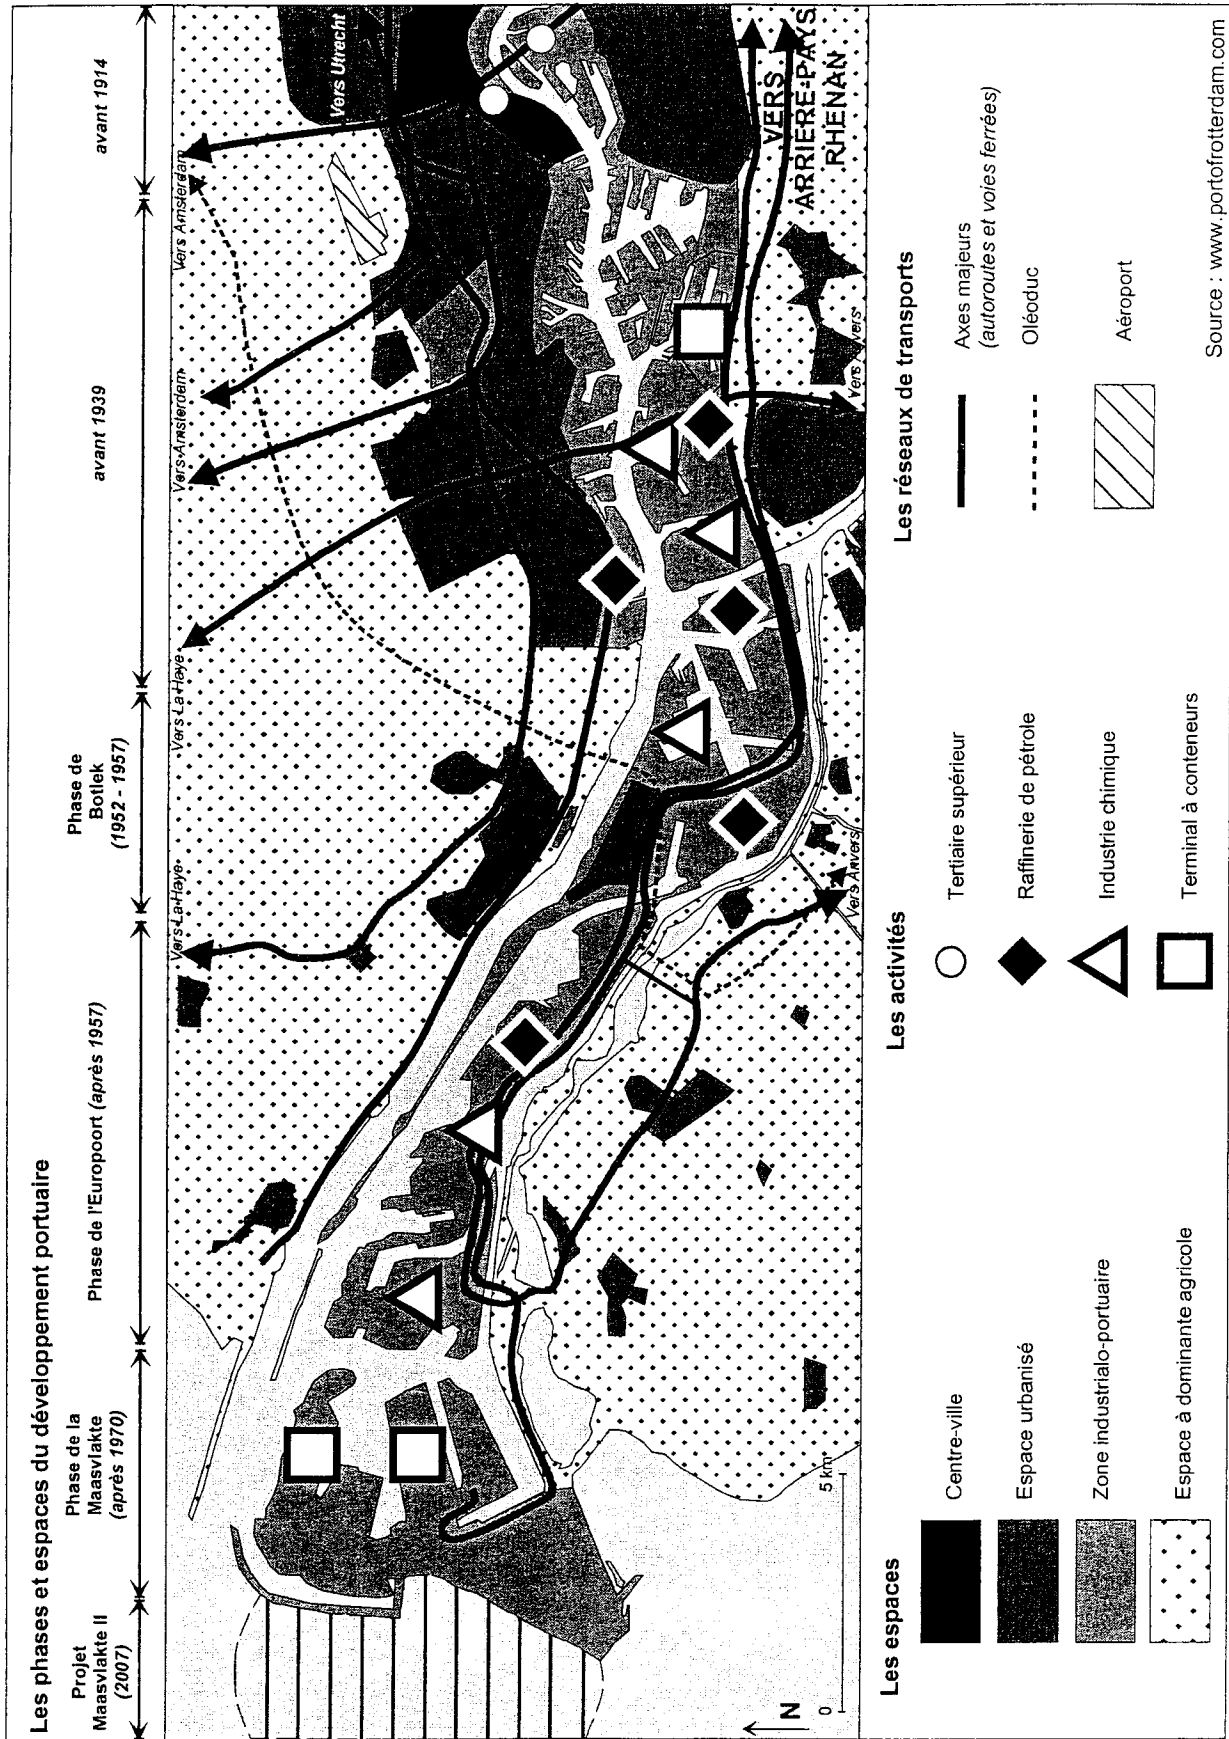 Les phases et espaces du développement portuaire
Projet
Maasvlakte II
(2007)
Phase de la
Maasvlakte
(après 1970)
Phase de l'Europoort (après 1957)
Phase de
Botlek
(1952 - 1957)
avant 1939
avant 1914
Vers La Haye
Vers La Haye
Vers Amsterdam
Vers Amsterdam
Vers Amsterdam
Vers Utrecht
VERS
ARRIERE-PAYS
RHENAN
Vers Anvers
Vers Anvers
N
0
5 km
Les espaces
Centre-ville
Espace urbanisé
Zone industrialo-portuaire
Espace à dominante agricole
Les activités
Tertiaire supérieur
Raffinerie de pétrole
Industrie chimique
Terminal à conteneurs
Les réseaux de transports
Axes majeurs
(autoroutes et voies ferrées)
Oléoduc
Aéroport
Source : www.portofrotterdam.com